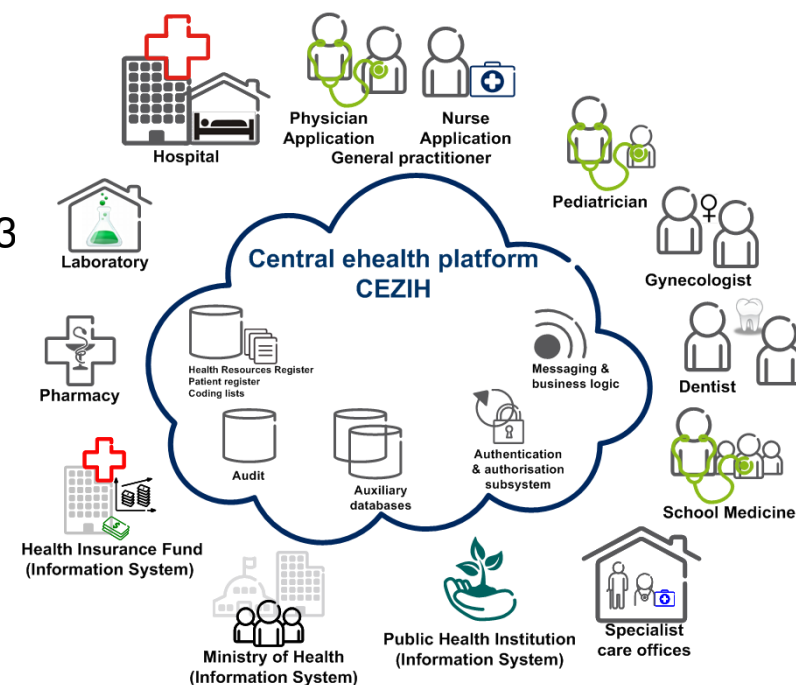 Physician
Application
Nurse
Application
General practitioner
Hospital
Pediatrician
3
Laboratory
Central ehealth platform
CEZIH
Gynecologist
Health Resources Register
Patient register
Coding lists
Messaging &
business logic
Pharmacy
Dentist
Audit
Auxiliary
databases
Authentication
& authorisation
subsystem
School Medicine
Health Insurance Fund
(Information System)
Ministry of Health
(Information System)
Public Health Institution
(Information System)
Specialist
care offices